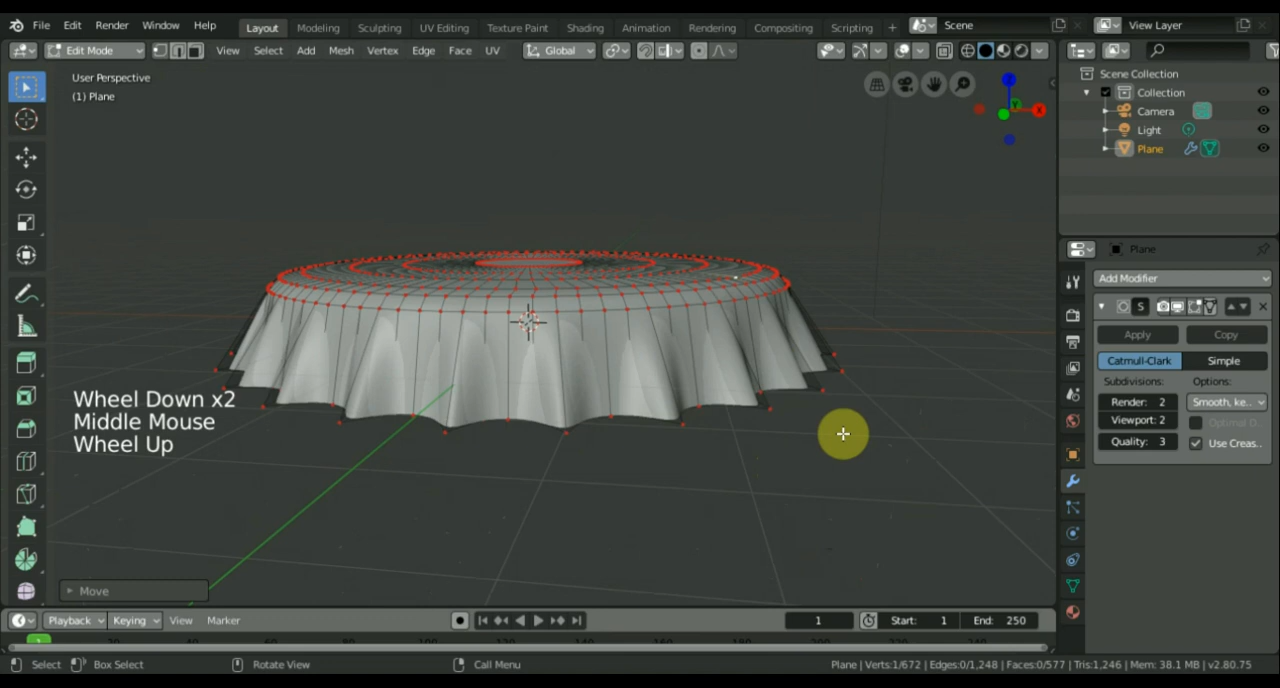 File Edit Render Window Help Layout Modeling Sculpting UV Editing Texture Paint Shading Animation Rendering Compositing Scripting + Scene View Layer
Edit Mode View Select Add Mesh Vertex Edge Face UV Global
User Perspective
(1) Plane
Z
Y
X
Scene Collection
Collection
Camera
Light
Plane
Plane
Add Modifier
S
Apply Copy
Catmull-Clark Simple
Subdivisions: Options:
Render: 2 Smooth, ke..
Viewport: 2 Optimal D..
Quality: 3 Use Creas..
Wheel Down x2
Middle Mouse
Wheel Up
Move
Playback Keying View Marker 1 Start: 1 End: 250
1
Select Box Select Rotate View Call Menu Plane | Verts:1/672 | Edges:0/1,248 | Faces:0/577 | Tris:1,246 | Mem: 38.1 MB | v2.80.75